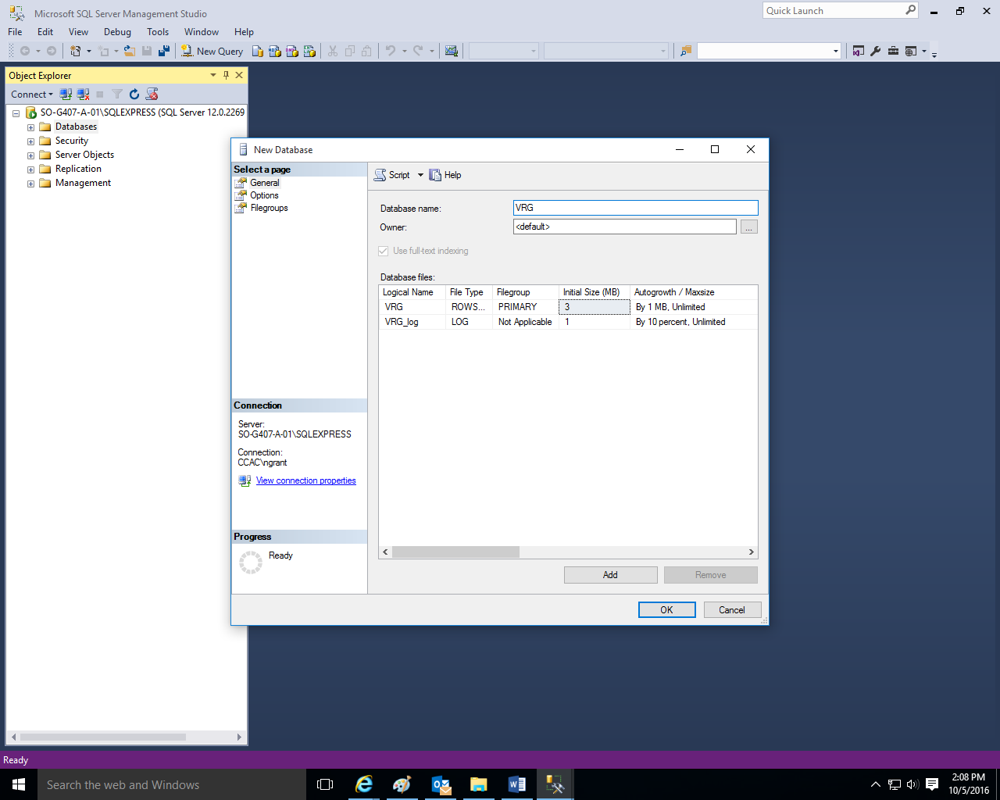 Microsoft SQL Server Management Studio
Quick Launch
File Edit View Debug Tools Window Help
New Query
Object Explorer
Connect
SO-G407-A-01\SQLEXPRESS (SQL Server 12.0.2269
Databases
Security
Server Objects
Replication
Management
New Database
Select a page
General
Options
Filegroups
Script Help
Database name: VRG
Owner: <default> ...
Use full-text indexing
Database files:
Logical Name File Type Filegroup Initial Size (MB) Autogrowth / Maxsize
VRG ROWS... PRIMARY 3 By 1 MB, Unlimited
VRG_log LOG Not Applicable 1 By 10 percent, Unlimited
Connection
Server:
SO-G407-A-01\SQLEXPRESS
Connection:
CCAC\ngrant
View connection properties
Progress
Ready
Add Remove
OK Cancel
Ready
Search the web and Windows
2:08 PM
10/5/2016